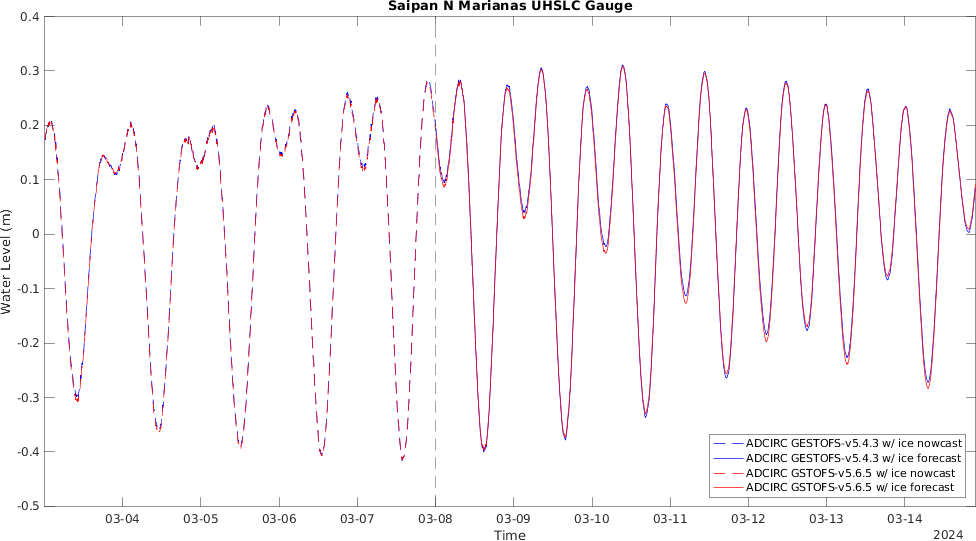 Saipan N Marianas UHSLC Gauge
0.4
0.3
0.2
0.1
0
-0.1
-0.2
-0.3
-0.4
-0.5
Water Level (m)
ADCIRC GESTOFS-v5.4.3 w/ ice nowcast
ADCIRC GESTOFS-v5.4.3 w/ ice forecast
ADCIRC GSTOFS-v5.6.5 w/ ice nowcast
ADCIRC GSTOFS-v5.6.5 w/ ice forecast
03-04 03-05 03-06 03-07 03-08 03-09 03-10 03-11 03-12 03-13 03-14
Time
2024